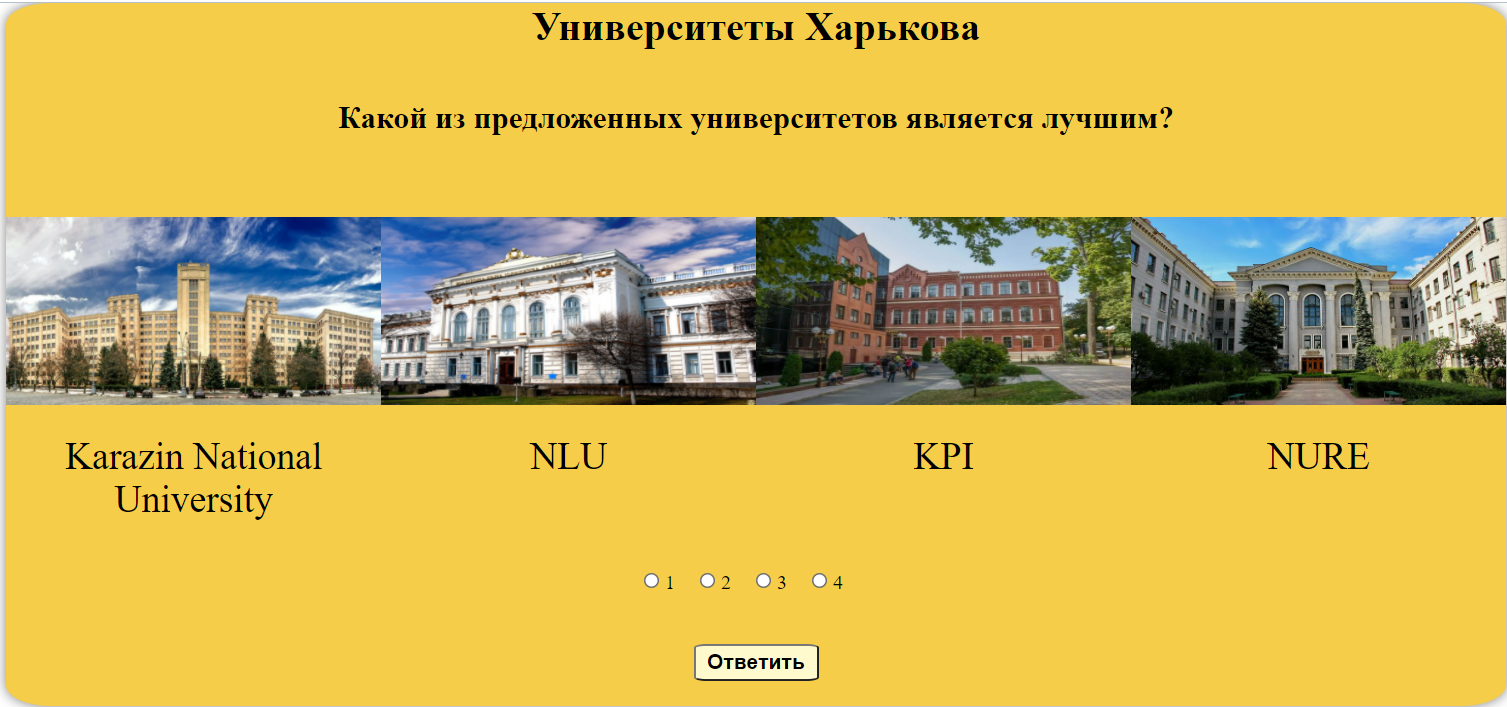 Университеты Харькова
Какой из предложенных университетов является лучшим?
Karazin National
University
NLU
KPI
NURE
1 2 3 4
Ответить